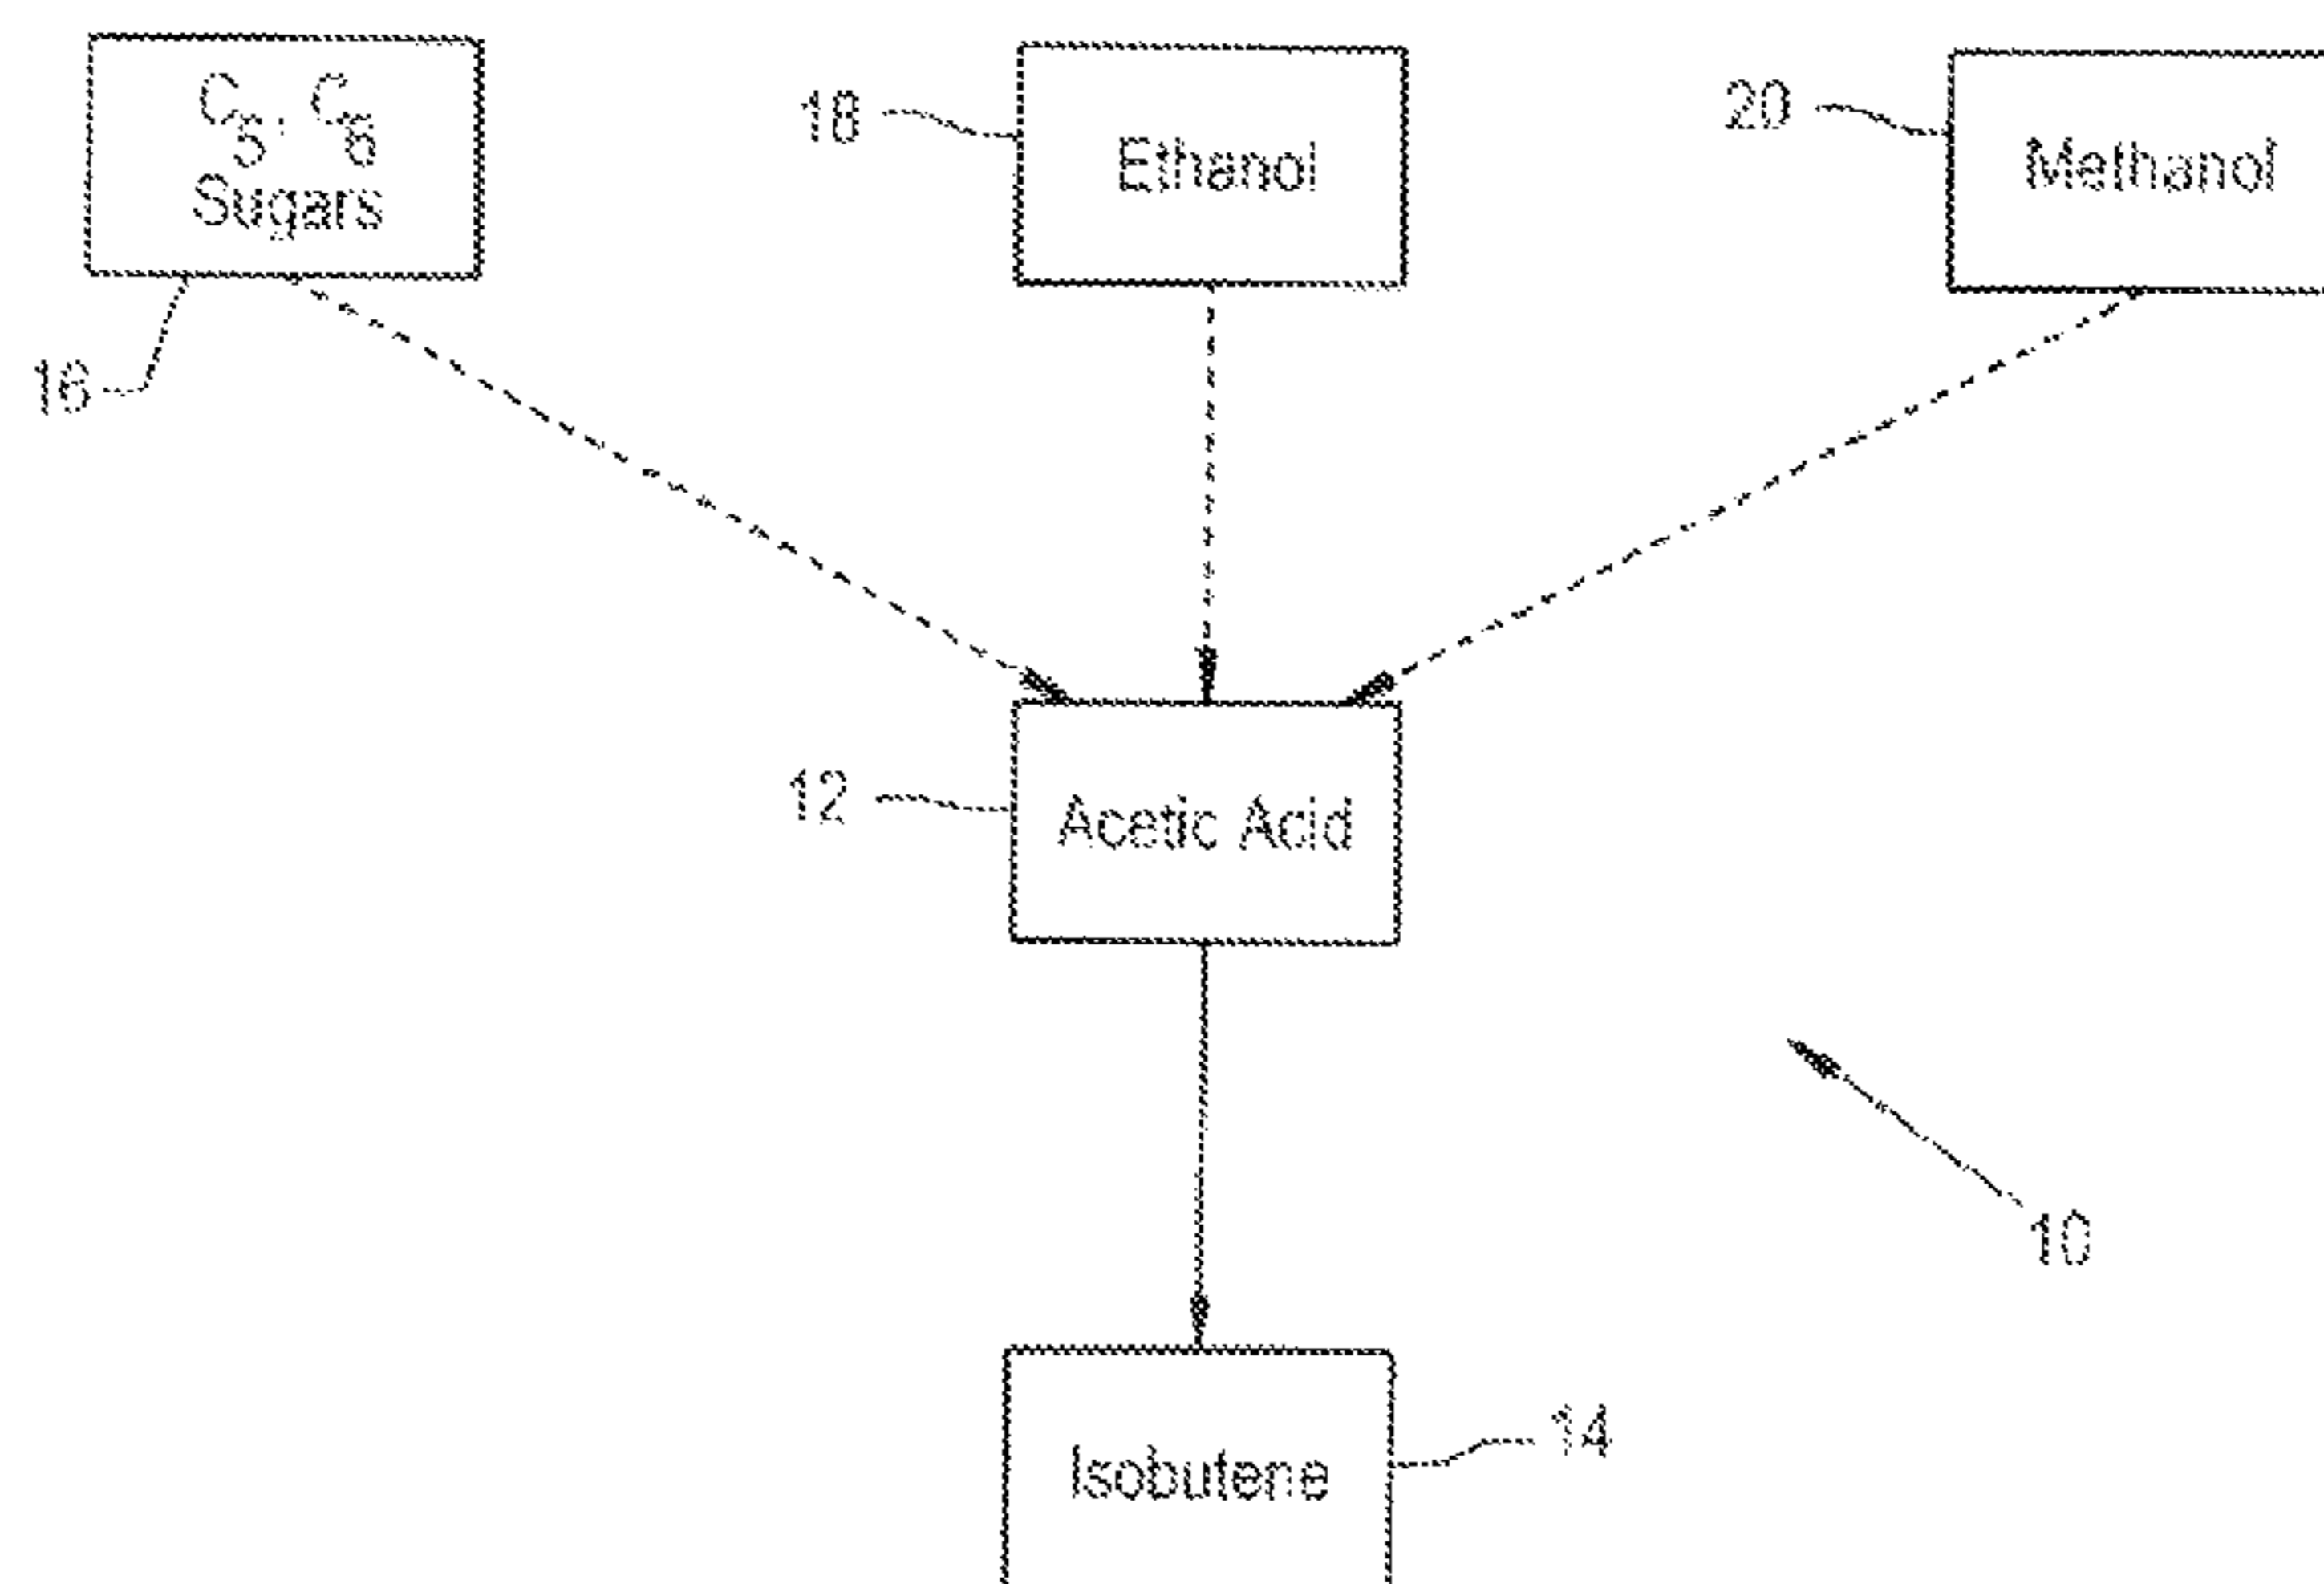 C5, C6
Sugars
16
18
Ethanol
20
Methanol
12
Acetic Acid
10
Isobutene
14